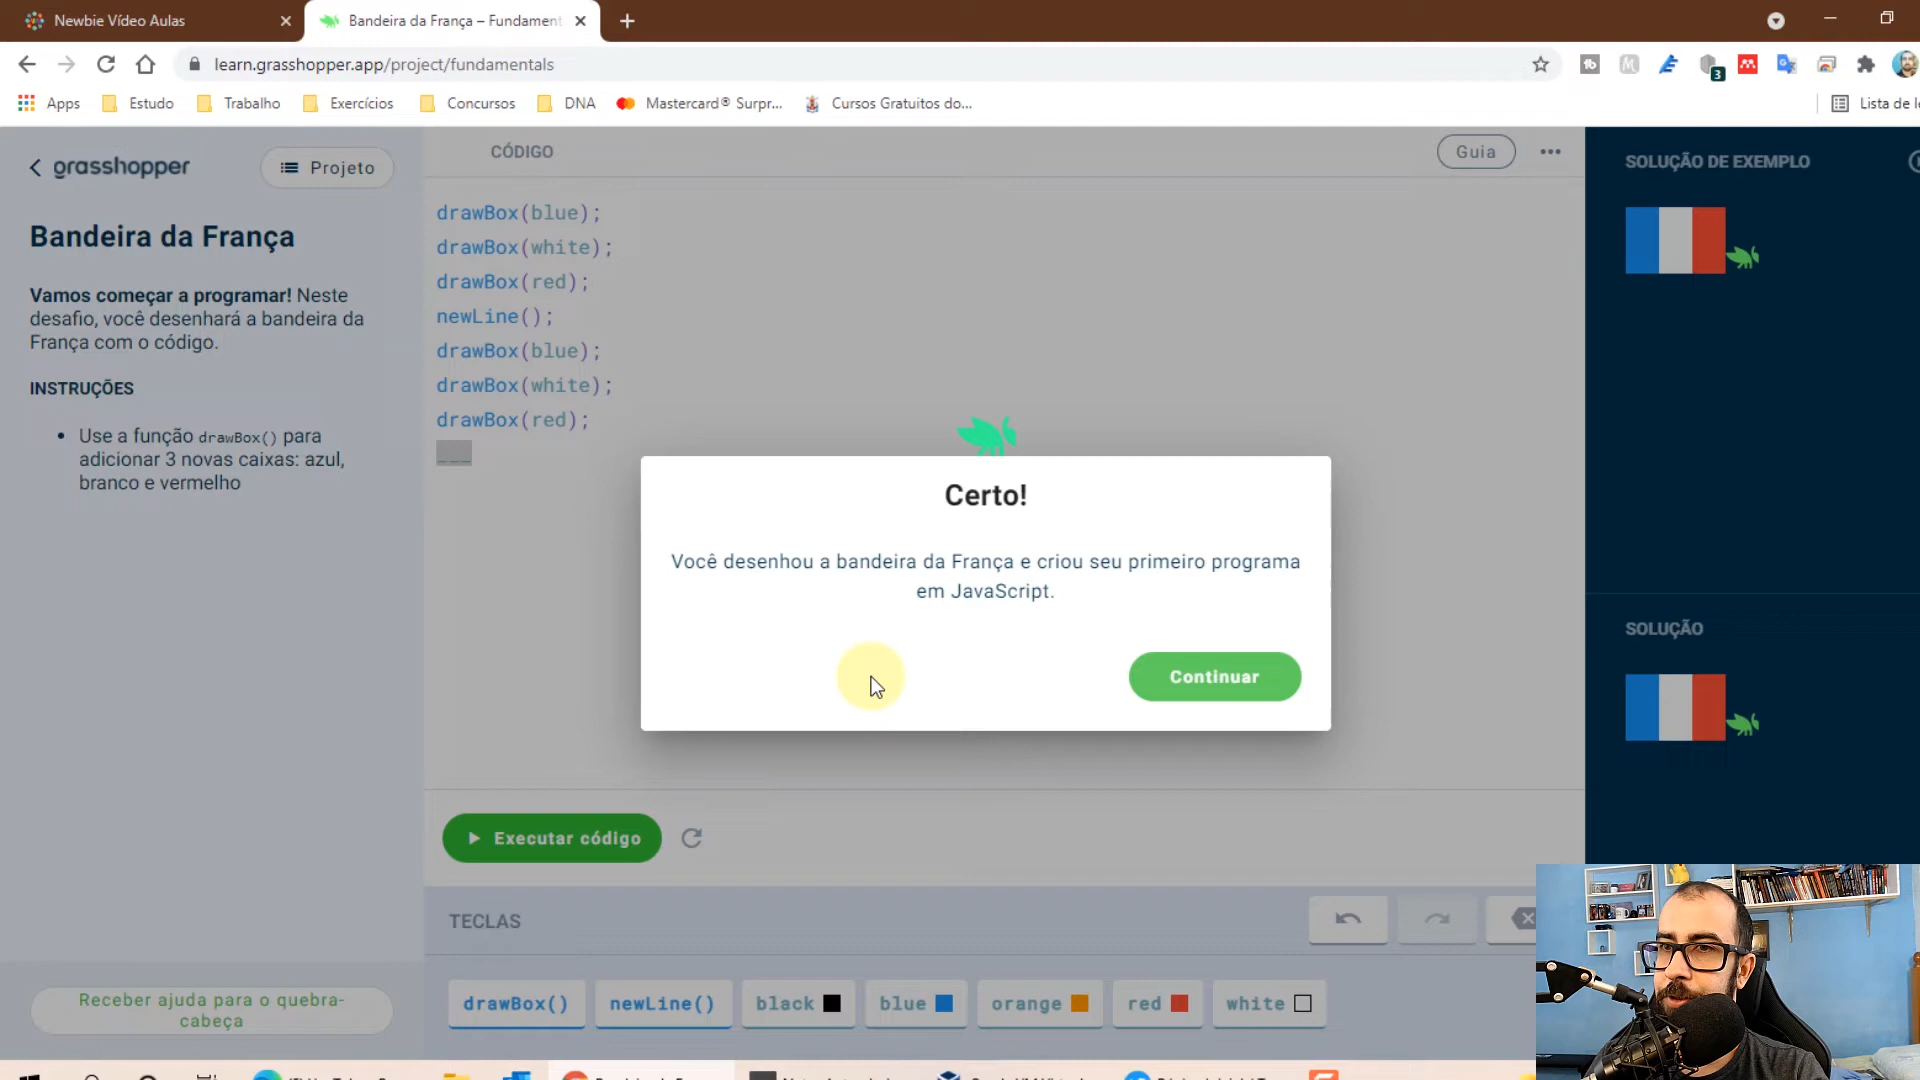 Newbie Vídeo Aulas
Bandeira da França – Fundament
learn.grasshopper.app/project/fundamentals
3
Apps
Estudo
Trabalho
Exercícios
Concursos
DNA
Mastercard® Surpr...
Cursos Gratuitos do...
Lista de
grasshopper
Projeto
CÓDIGO
Guia
SOLUÇÃO DE EXEMPLO
Bandeira da França
Vamos começar a programar! Neste
desafio, você desenhará a bandeira da
França com o código.
INSTRUÇÕES
Use a função drawBox() para
adicionar 3 novas caixas: azul,
branco e vermelho
drawBox(blue);
drawBox(white);
drawBox(red);
newLine();
drawBox(blue);
drawBox(white);
drawBox(red);
___
Certo!
Você desenhou a bandeira da França e criou seu primeiro programa
em JavaScript.
Continuar
SOLUÇÃO
Executar código
TECLAS
drawBox()
newLine()
black
blue
orange
red
white
Receber ajuda para o quebra-
cabeça